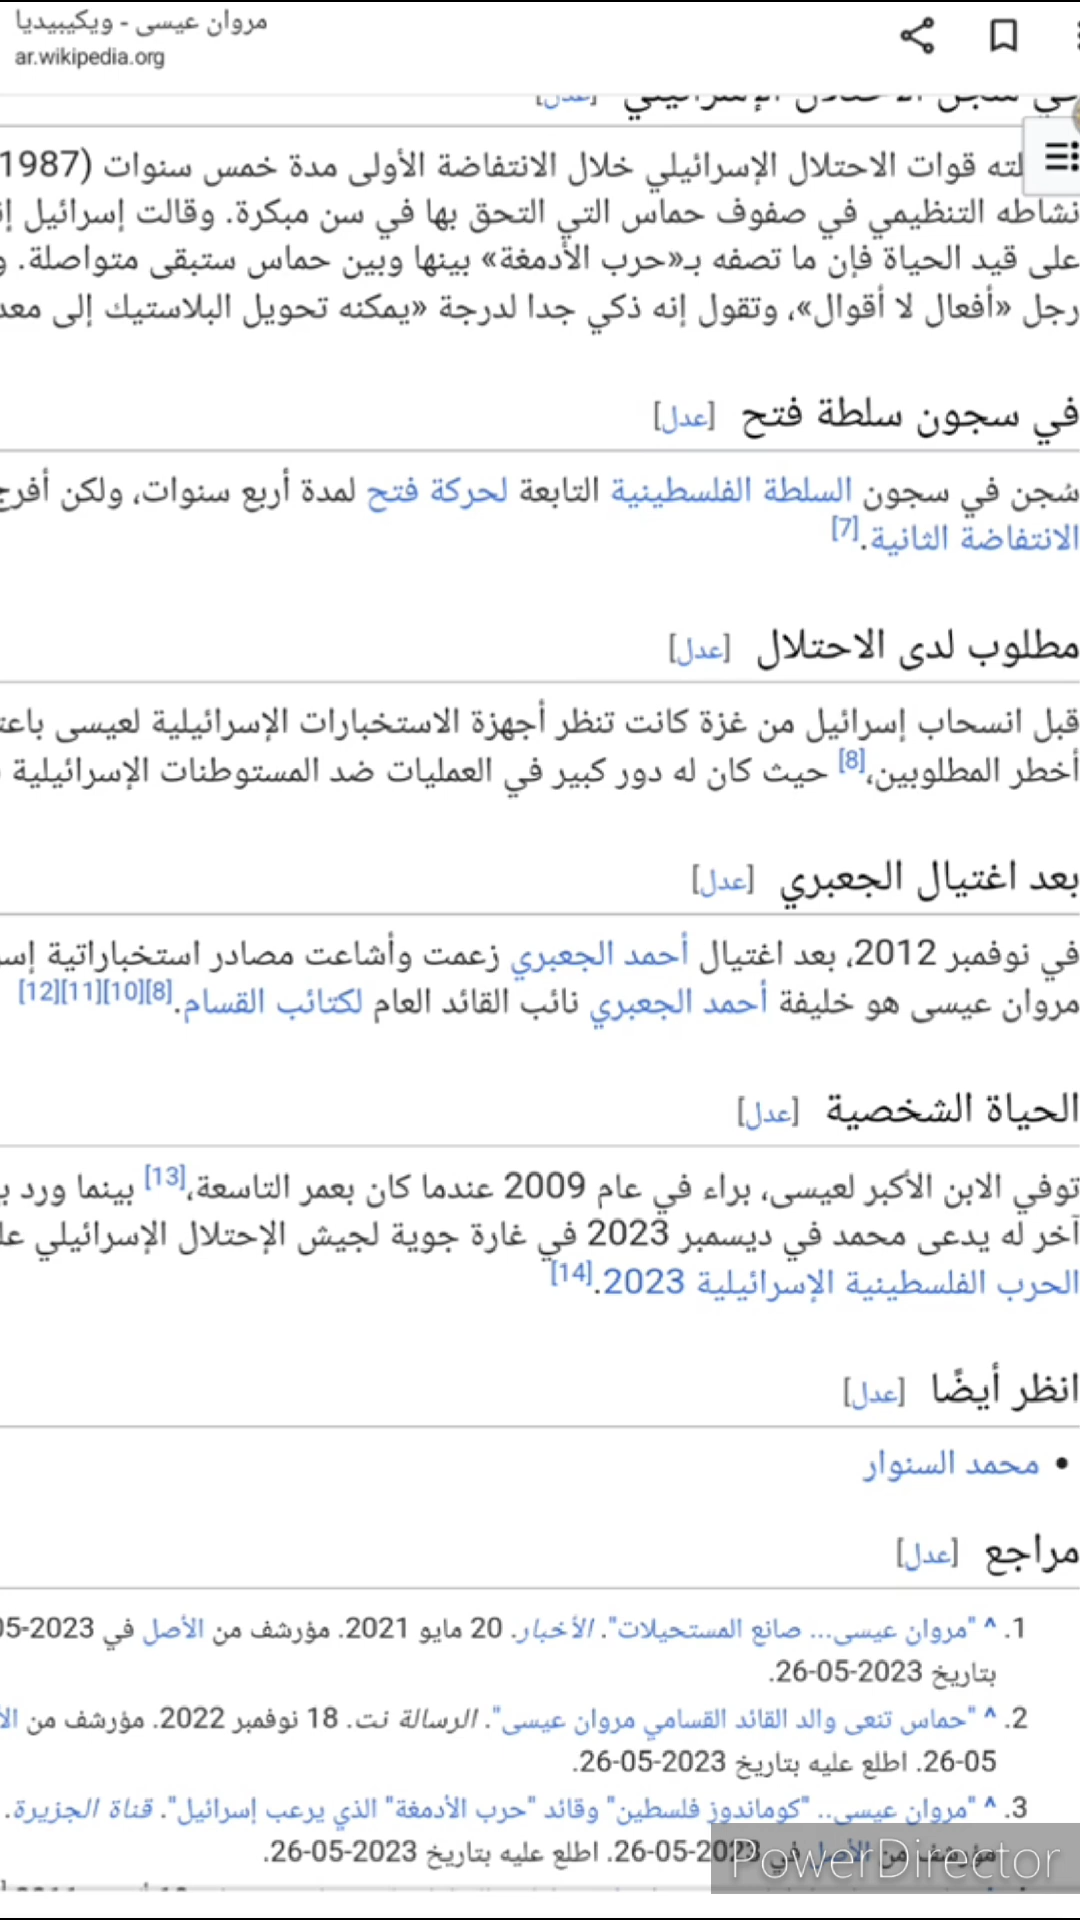 مروان عيسى - ويكيبيديا
ar.wikipedia.org
في سجن الاحتلال الإسرائيلي [عدل]
قوات الاحتلال الإسرائيلي خلال الانتفاضة الأولى مدة خمس سنوات (1987
نشاطه التنظيمي في صفوف حماس التي التحق بها في سن مبكرة. وقالت إسرائيل
على قيد الحياة فإن ما تصفه بـ«حرب الأدمغة» بينها وبين حماس ستبقى متواصلة.
رجل «أفعال لا أقوال»، وتقول إنه ذكي جدا لدرجة «يمكنه تحويل البلاستيك إلى
في سجون سلطة فتح [عدل]
سُجن في سجون السلطة الفلسطينية التابعة لحركة فتح لمدة أربع سنوات، ولكن
الانتفاضة الثانية.[7]
مطلوب لدى الاحتلال [عدل]
قبل انسحاب إسرائيل من غزة كانت تنظر أجهزة الاستخبارات الإسرائيلية لعيسى
أخطر المطلوبين،[8] حيث كان له دور كبير في العمليات ضد المستوطنات الإسرائيلية
بعد اغتيال الجعبري [عدل]
في نوفمبر 2012، بعد اغتيال أحمد الجعبري زعمت وأشاعت مصادر استخباراتية
مروان عيسى هو خليفة أحمد الجعبري نائب القائد العام لكتائب القسام.[8][10][11][12]
الحياة الشخصية [عدل]
توفي الابن الأكبر لعيسى، براء في عام 2009 عندما كان بعمر التاسعة،[13] بينما ورد
آخر له يدعى محمد في ديسمبر 2023 في غارة جوية لجيش الإحتلال الإسرائيلي
الحرب الفلسطينية الإسرائيلية 2023.[14]
انظر أيضًا [عدل]
• محمد السنوار
مراجع [عدل]
1. ^ "مروان عيسى... صانع المستحيلات". الأخبار. 20 مايو 2021. مؤرشف من الأصل في 2023-05
بتاريخ 2023-05-26.
2. ^ "حماس تنعى والد القائد القسامي مروان عيسى". الرسالة نت. 18 نوفمبر 2022. مؤرشف من
05-26. اطلع عليه بتاريخ 2023-05-26.
3. ^ "مروان عيسى.. "كوماندوز فلسطين" وقائد "حرب الأدمغة" الذي يرعب إسرائيل". قناة الجزيرة.
مؤرشف من الأصل في 2023-05-26. اطلع عليه بتاريخ 2023-05-26.
PowerDirector